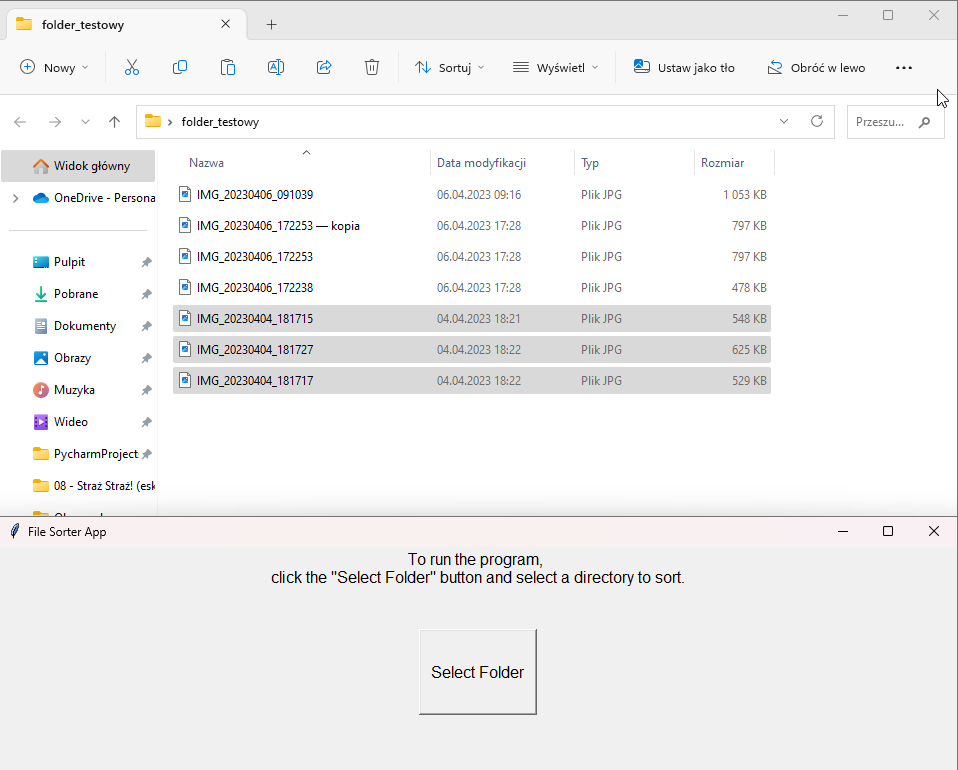 folder_testowy
Nowy
Sortuj
Wyświetl
Ustaw jako tło
Obróć w lewo
folder_testowy
Przeszu...
Nazwa Data modyfikacji Typ Rozmiar
Widok główny
OneDrive - Persona
Pulpit
Pobrane
Dokumenty
Obrazy
Muzyka
Wideo
PycharmProject
08 - Straż Straż! (esk
IMG_20230406_091039 06.04.2023 09:16 Plik JPG 1 053 KB
IMG_20230406_172253 — kopia 06.04.2023 17:28 Plik JPG 797 KB
IMG_20230406_172253 06.04.2023 17:28 Plik JPG 797 KB
IMG_20230406_172238 06.04.2023 17:28 Plik JPG 478 KB
IMG_20230404_181715 04.04.2023 18:21 Plik JPG 548 KB
IMG_20230404_181727 04.04.2023 18:22 Plik JPG 625 KB
IMG_20230404_181717 04.04.2023 18:22 Plik JPG 529 KB
File Sorter App
To run the program,
click the "Select Folder" button and select a directory to sort.
Select Folder